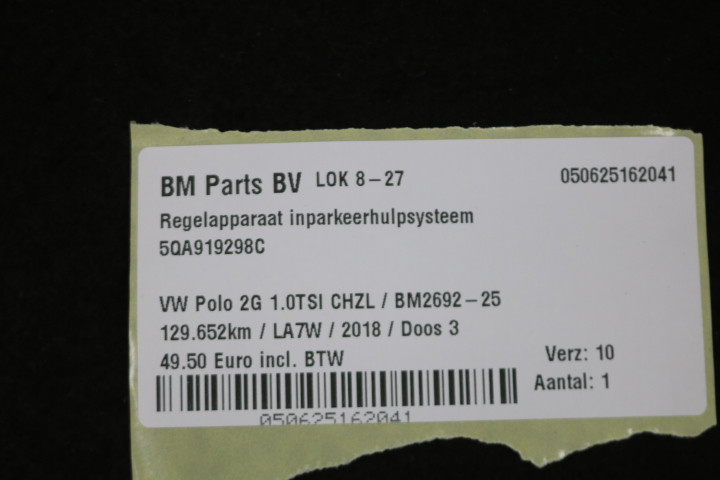 BM Parts BV LOK 8-27 050625162041
Regelapparaat inparkeerhulpsysteem
5QA919298C
VW Polo 2G 1.0TSI CHZL / BM2692-25
129.652km / LA7W / 2018 / Doos 3
49.50 Euro incl. BTW Verz: 10
Aantal: 1
050625162041